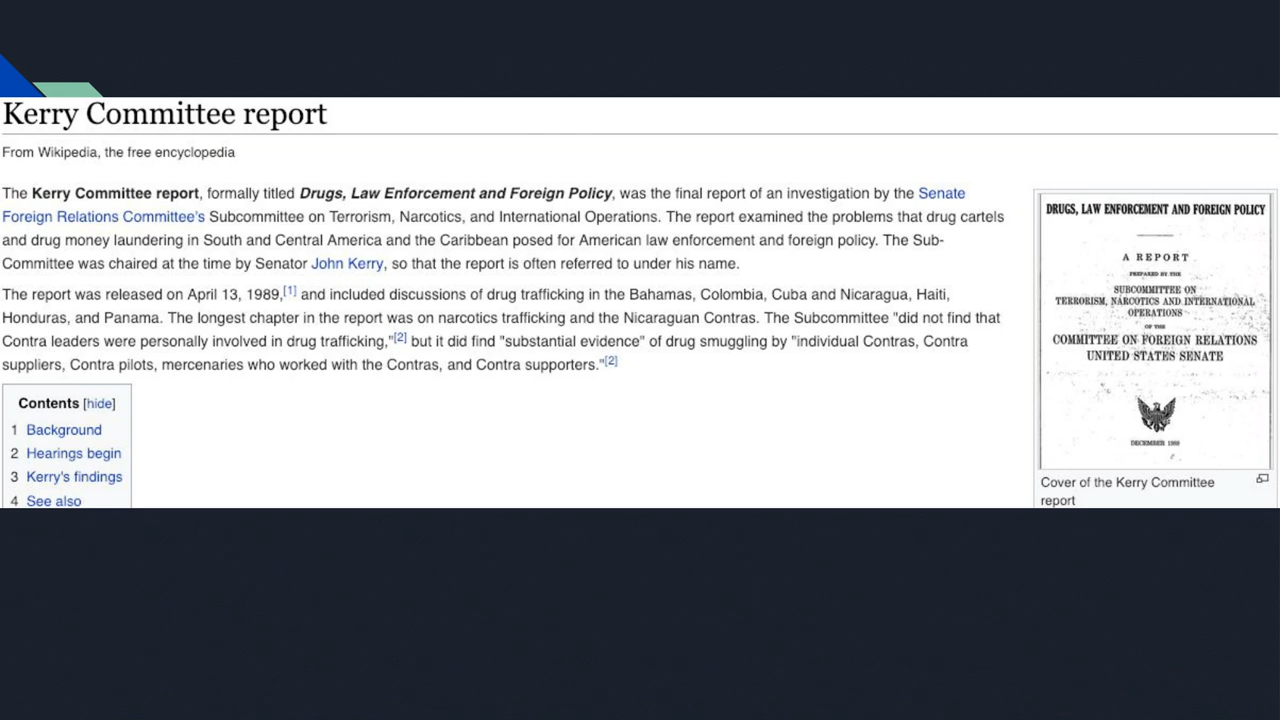 Kerry Committee report
From Wikipedia, the free encyclopedia
The Kerry Committee report, formally titled Drugs, Law Enforcement and Foreign Policy, was the final report of an investigation by the Senate
Foreign Relations Committee's Subcommittee on Terrorism, Narcotics, and International Operations. The report examined the problems that drug cartels
and drug money laundering in South and Central America and the Caribbean posed for American law enforcement and foreign policy. The Sub-
Committee was chaired at the time by Senator John Kerry, so that the report is often referred to under his name.
The report was released on April 13, 1989,[1] and included discussions of drug trafficking in the Bahamas, Colombia, Cuba and Nicaragua, Haiti,
Honduras, and Panama. The longest chapter in the report was on narcotics trafficking and the Nicaraguan Contras. The Subcommittee "did not find that
Contra leaders were personally involved in drug trafficking,"[2] but it did find "substantial evidence" of drug smuggling by "individual Contras, Contra
suppliers, Contra pilots, mercenaries who worked with the Contras, and Contra supporters."[2]
Contents [hide]
1 Background
2 Hearings begin
3 Kerry's findings
4 See also
DRUGS, LAW ENFORCEMENT AND FOREIGN POLICY
A REPORT
PREPARED BY THE
SUBCOMMITTEE ON
TERRORISM, NARCOTICS AND INTERNATIONAL
OPERATIONS
OF THE
COMMITTEE ON FOREIGN RELATIONS
UNITED STATES SENATE
DECEMBER 1988
Cover of the Kerry Committee
report